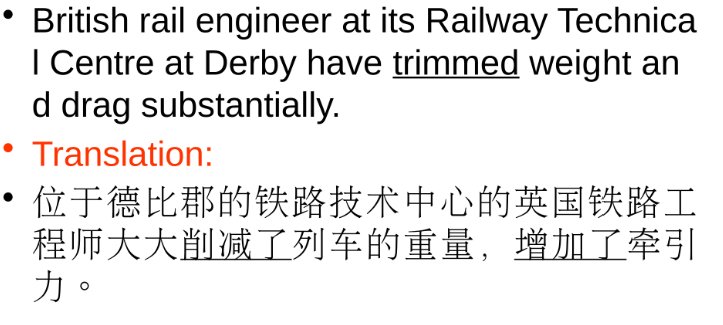 • British rail engineer at its Railway Technica
l Centre at Derby have trimmed weight an
d drag substantially.
• Translation:
• 位于德比郡的铁路技术中心的英国铁路工
程师大大削减了列车的重量，增加了牵引
力。